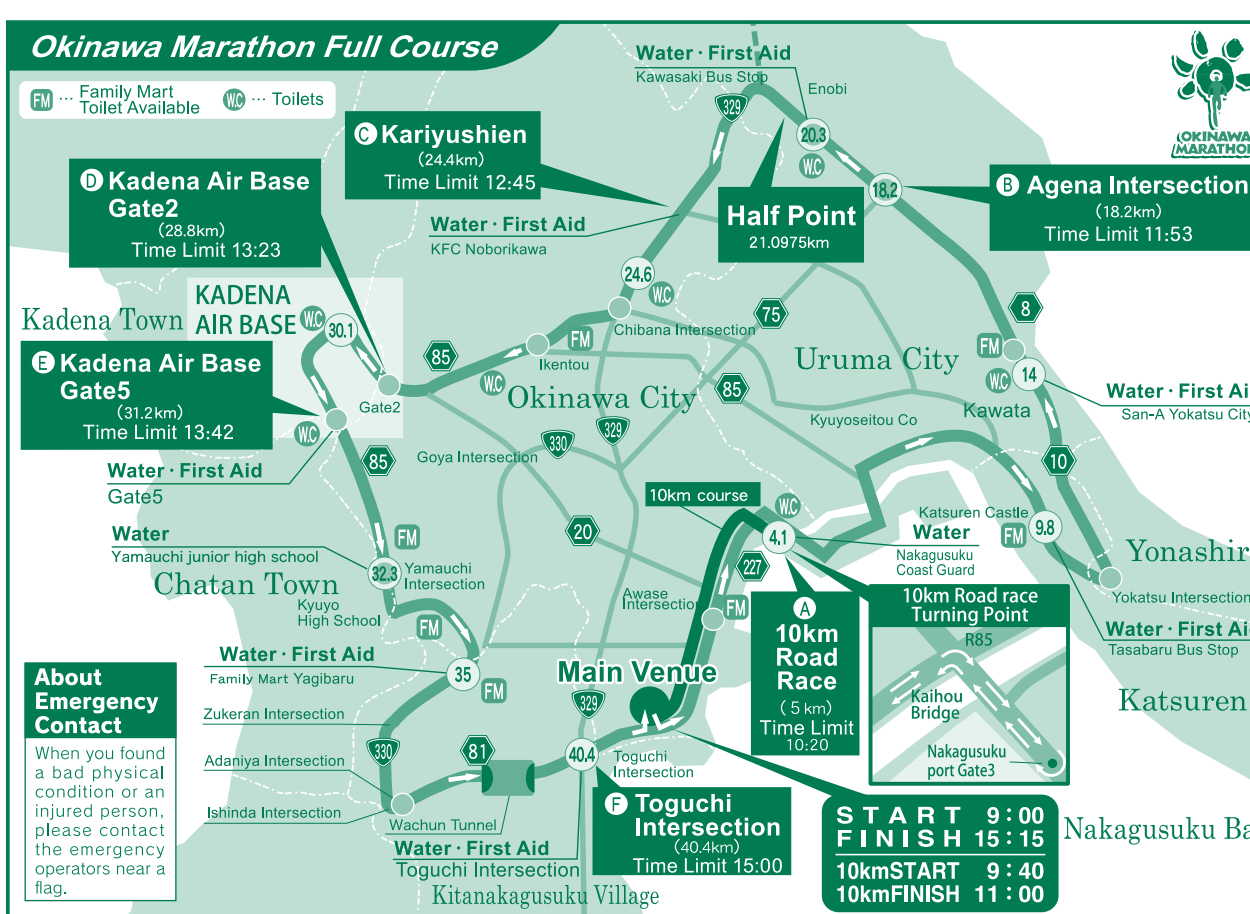 Okinawa Marathon Full Course
FM … Family Mart
Toilet Available
W.C … Toilets
Water · First Aid
Kawasaki Bus Stop
Enobi
329
20.3
W.C
OKINAWA
MARATHON
C Kariyushien
(24.4km)
Time Limit 12:45
D Kadena Air Base
Gate2
(28.8km)
Time Limit 13:23
18.2
B Agena Intersection
(18.2km)
Time Limit 11:53
Half Point
21.0975km
Water · First Aid
KFC Noborikawa
24.6
W.C
KADENA
AIR BASE
W.C
30.1
Kadena Town
Chibana Intersection
75
8
FM
FM
Uruma City
E Kadena Air Base
Gate5
(31.2km)
Time Limit 13:42
85
Ikentou
W.C
Gate2
Okinawa City
85
W.C
14
Kawata
Water · First Ai
San-A Yokatsu City
Kyuyoseitou Co
W.C
85
Goya Intersection
330
329
10
Water · First Aid
Gate5
10km course
W.C
Katsuren Castle
FM
9.8
4.1
Water
Nakagusuku
Coast Guard
Water
Yamauchi junior high school
FM
32.3
Yamauchi
Intersection
20
Yonashir
227
Chatan Town
Kyuyo
High School
Awase
Intersection
FM
FM
Yokatsu Intersection
A
10km
Road
Race
(5 km)
Time Limit
10:20
10km Road race
Turning Point
R85
Kaihou
Bridge
Nakagusuku
port Gate3
Water · First Aid
Tasabaru Bus Stop
Katsuren
Water · First Aid
Family Mart Yagibaru
35
FM
Main Venue
About
Emergency
Contact
When you found
a bad physical
condition or an
injured person,
please contact
the emergency
operators near a
flag.
Zukeran Intersection
329
330
81
40.4
Toguchi
Intersection
Adaniya Intersection
Ishinda Intersection
Wachun Tunnel
F Toguchi
Intersection
(40.4km)
Time Limit 15:00
START 9:00
FINISH 15:15
10kmSTART 9:40
10kmFINISH 11:00
Nakagusuku Ba
Water · First Aid
Toguchi Intersection
Kitanakagusuku Village